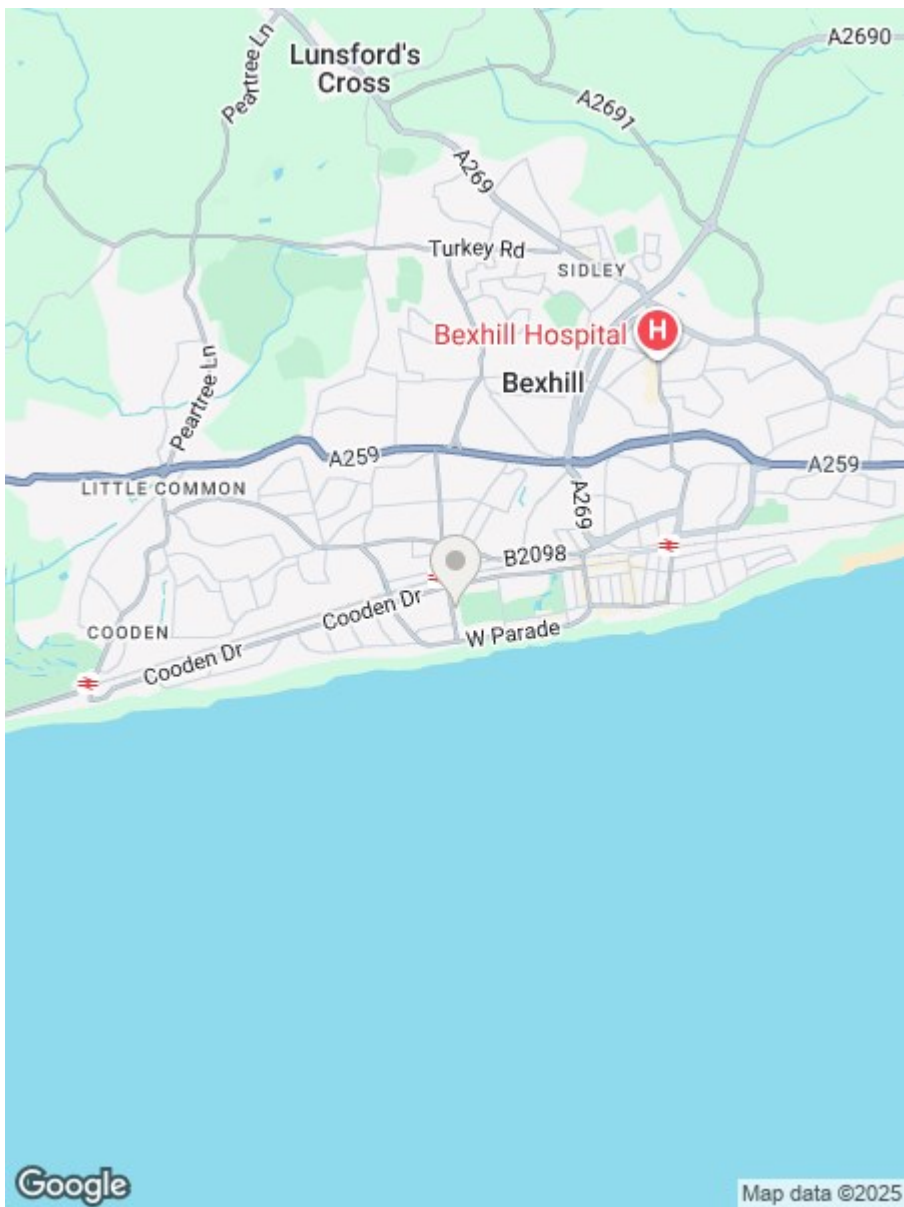 A2690
Lunsford's
Cross
Peartree Ln
A2691
A269
Turkey Rd
SIDLEY
Bexhill Hospital
H
Bexhill
Peartree Ln
A259
A259
LITTLE COMMON
A269
B2098
Cooden Dr
W Parade
COODEN
Cooden Dr
Google
Map data ©2025